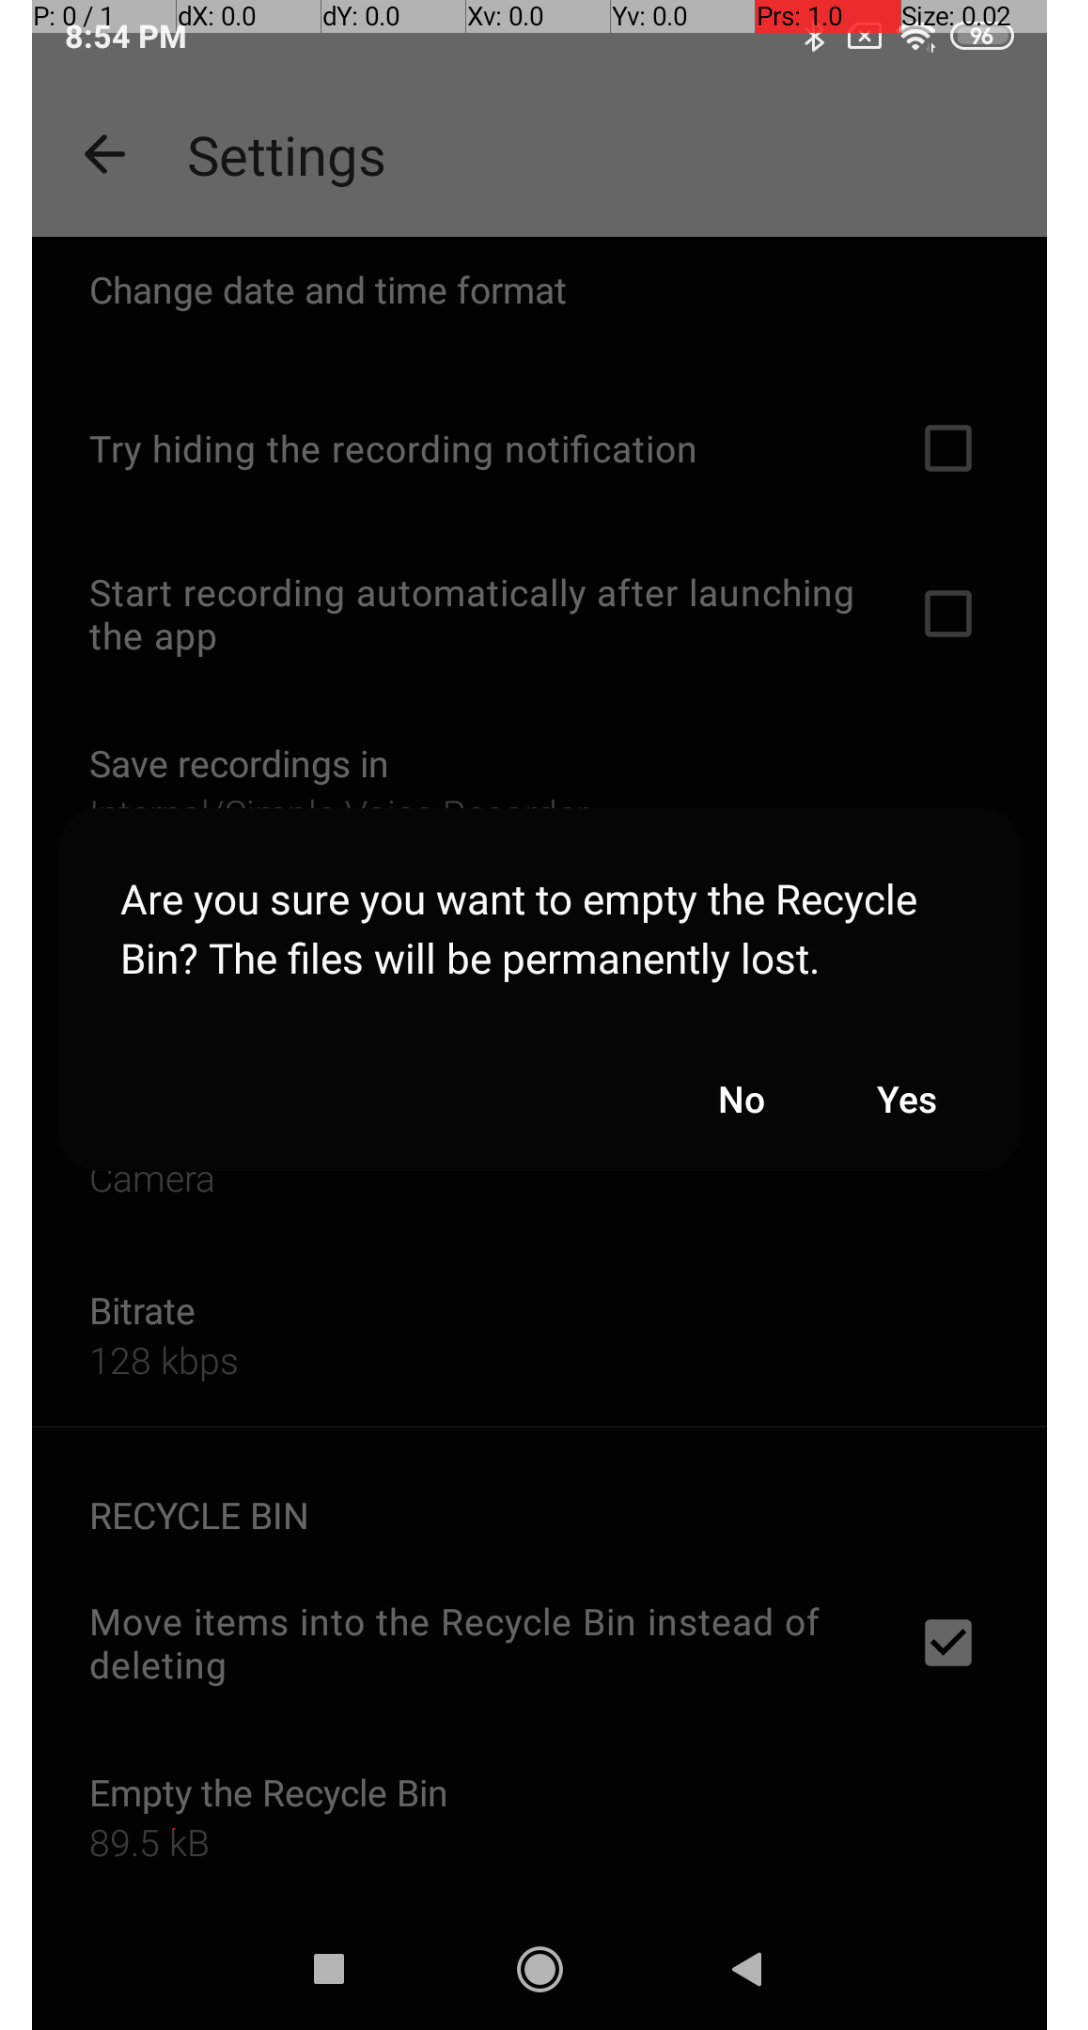 P: 0 / 1 dX: 0.0 dY: 0.0 Xv: 0.0 Yv: 0.0 Prs: 1.0 Size: 0.02
8:54 PM 96
Settings
Change date and time format
Try hiding the recording notification
Start recording automatically after launching
the app
Save recordings in
Internal/Simple Voice Recorder
Are you sure you want to empty the Recycle
Bin? The files will be permanently lost.
No Yes
Camera
Bitrate
128 kbps
RECYCLE BIN
Move items into the Recycle Bin instead of
deleting
Empty the Recycle Bin
89.5 kB